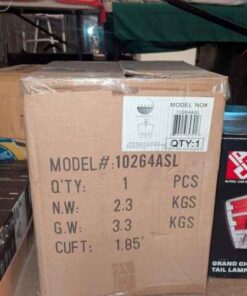 MODEL NO#
10264ASL
QTY:1
MODEL#:10264ASL
Q'TY: 1 PCS
N.W: 2.3 KGS
G.W: 3.3 KGS
CUFT: 1.85'
GRAND
TAIL LAMP